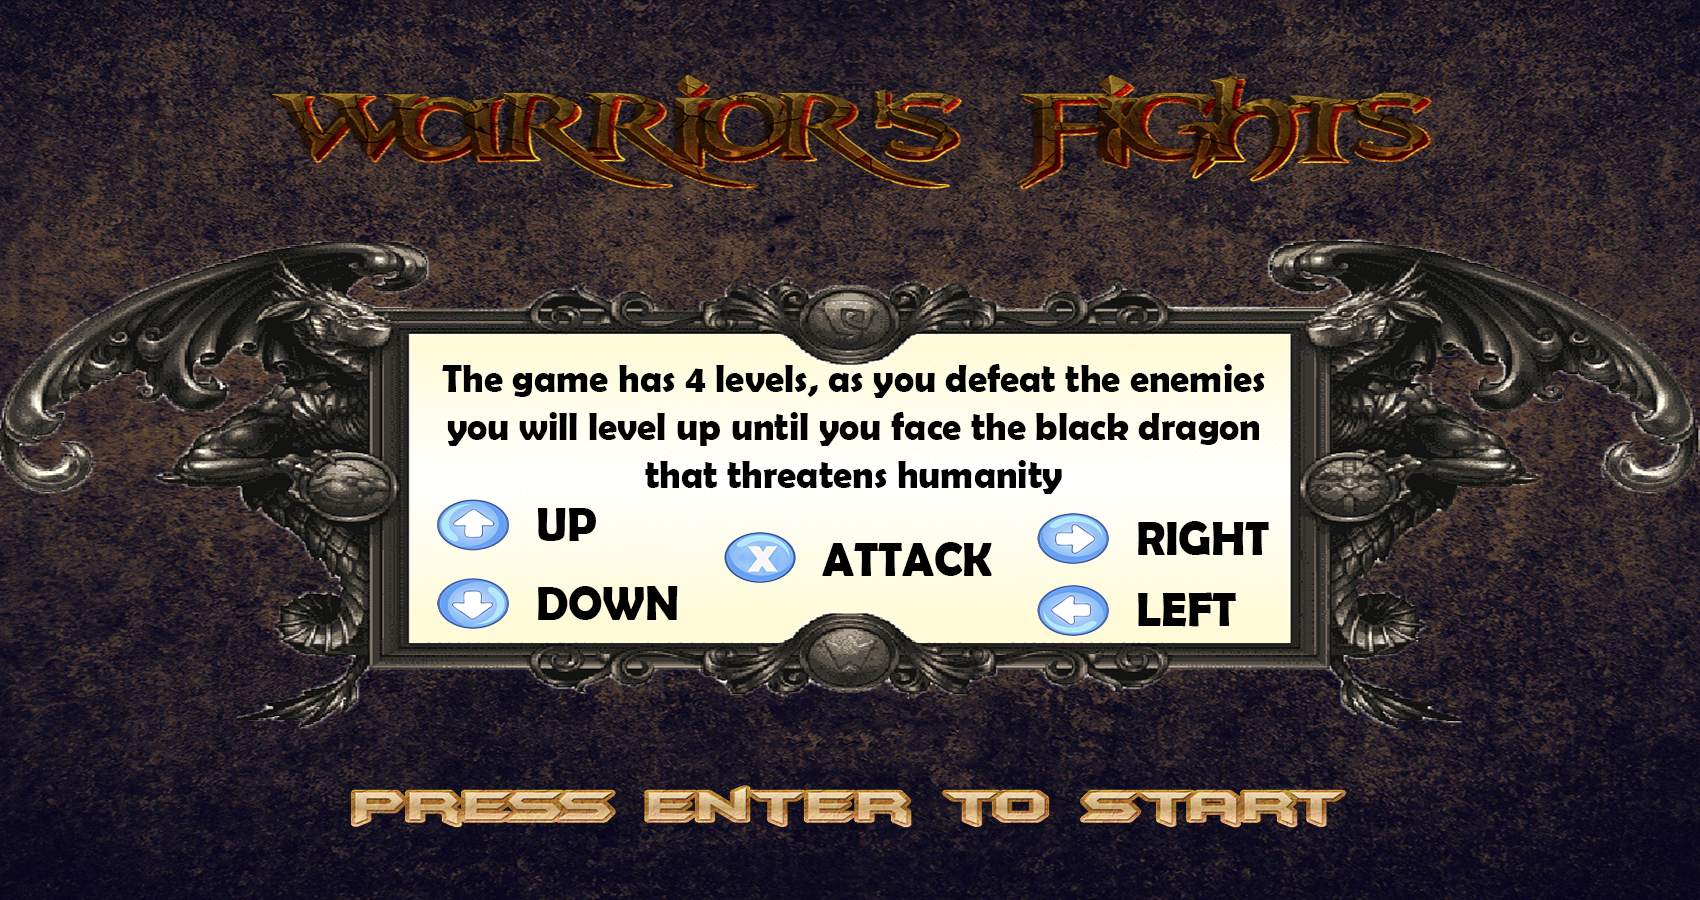 WARRIOR'S FIGHTS
The game has 4 levels, as you defeat the enemies
you will level up until you face the black dragon
that threatens humanity
UP
DOWN
X ATTACK
RIGHT
LEFT
PRESS ENTER TO START